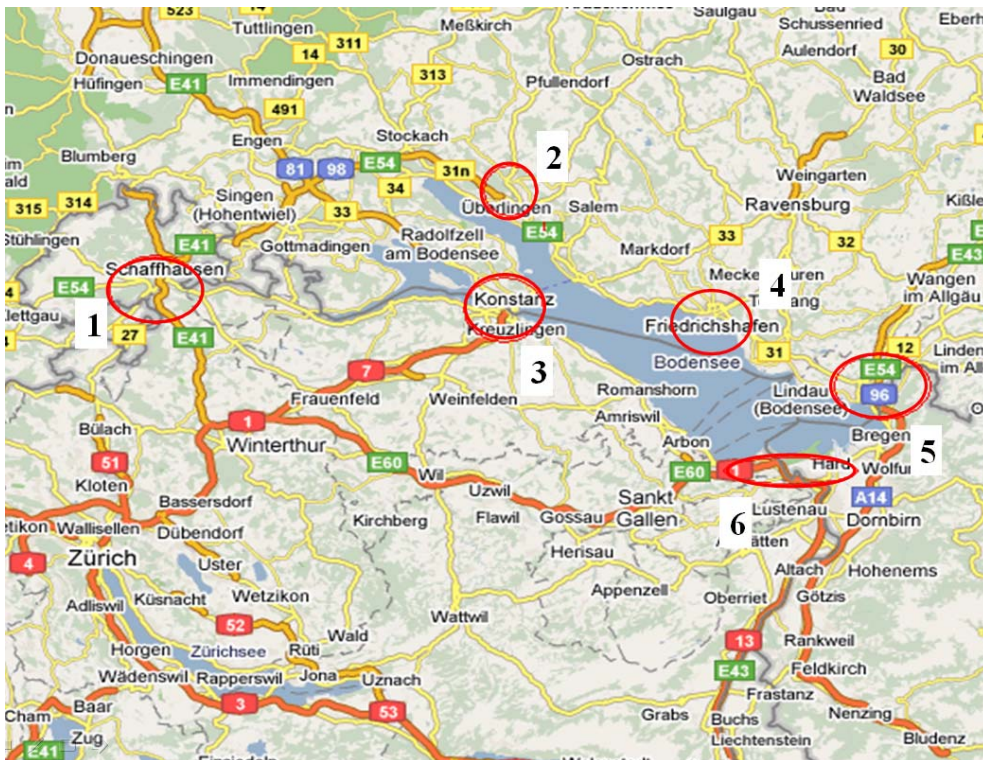 523
Tuttlingen
Meßkirch
Saulgau
Bad
Schussenried
Eberh
Donaueschingen
14
311
Ostrach
Aulendorf
30
Hüfingen
E41
Immendingen
313
Pfullendorf
Bad
Waldsee
491
Stockach
Engen
2
Blumberg
81
98
E54
31n
Weingarten
315
314
Singen
(Hohentwiel)
34
Überlingen
Salem
Ravensburg
Kißle
Stühlingen
33
Radolfzell
am Bodensee
E54
33
32
E41
Gottmadingen
Markdorf
E43
Schaffhausen
4
Wangen
im Allgäu
E54
Konstanz
Klettgau
1
27
E41
Kreuzlingen
Friedrichshafen
3
Bodensee
31
12
Linden
im Al
7
E54
Frauenfeld
Weinfelden
Romanshorn
Lindau
(Bodensee)
96
Amriswil
1
Bülach
Winterthur
Arbon
Bregen
5
51
E60
Wil
E60
1
Hard
Wolfur
Kloten
Uzwil
Sankt
Gallen
6
A14
Bassersdorf
Kirchberg
Flawil
Gossau
Lustenau
Dornbirn
Wallisellen
Dübendorf
Herisau
4
Zürich
Uster
Altach
Hohenems
Küsnacht
Wetzikon
Appenzell
Oberriet
Götzis
Adliswil
52
Wattwil
Wald
13
Rankweil
Horgen
Zürichsee
Rüti
Wädenswil
Rapperswil
Jona
Uznach
E43
Feldkirch
3
53
Frastanz
Cham
Baar
Grabs
Buchs
Nenzing
Zug
E41
Liechtenstein
Bludenz